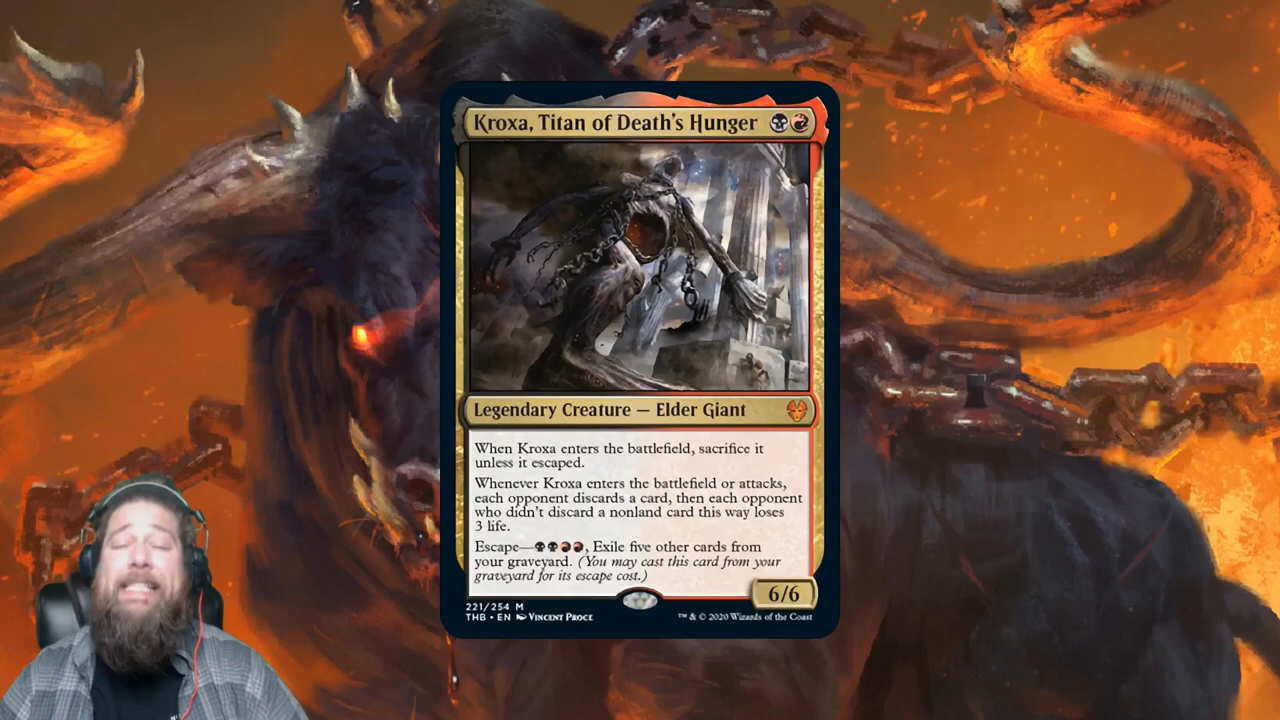 Kroxa, Titan of Death's Hunger
Legendary Creature — Elder Giant
When Kroxa enters the battlefield, sacrifice it
unless it escaped.
Whenever Kroxa enters the battlefield or attacks,
each opponent discards a card, then each opponent
who didn't discard a nonland card this way loses
3 life.
Escape—, Exile five other cards from
your graveyard. (You may cast this card from your
graveyard for its escape cost.)
6/6
221/254 M
THB • EN Vincent Proce
™ & © 2020 Wizards of the Coast